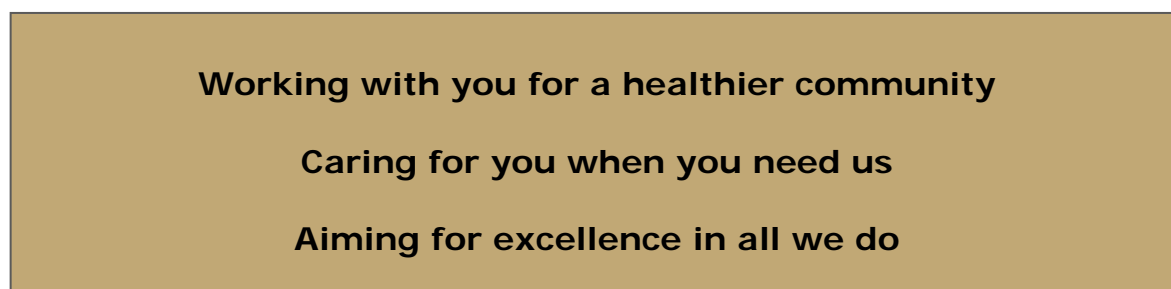 Working with you for a healthier community
Caring for you when you need us
Aiming for excellence in all we do